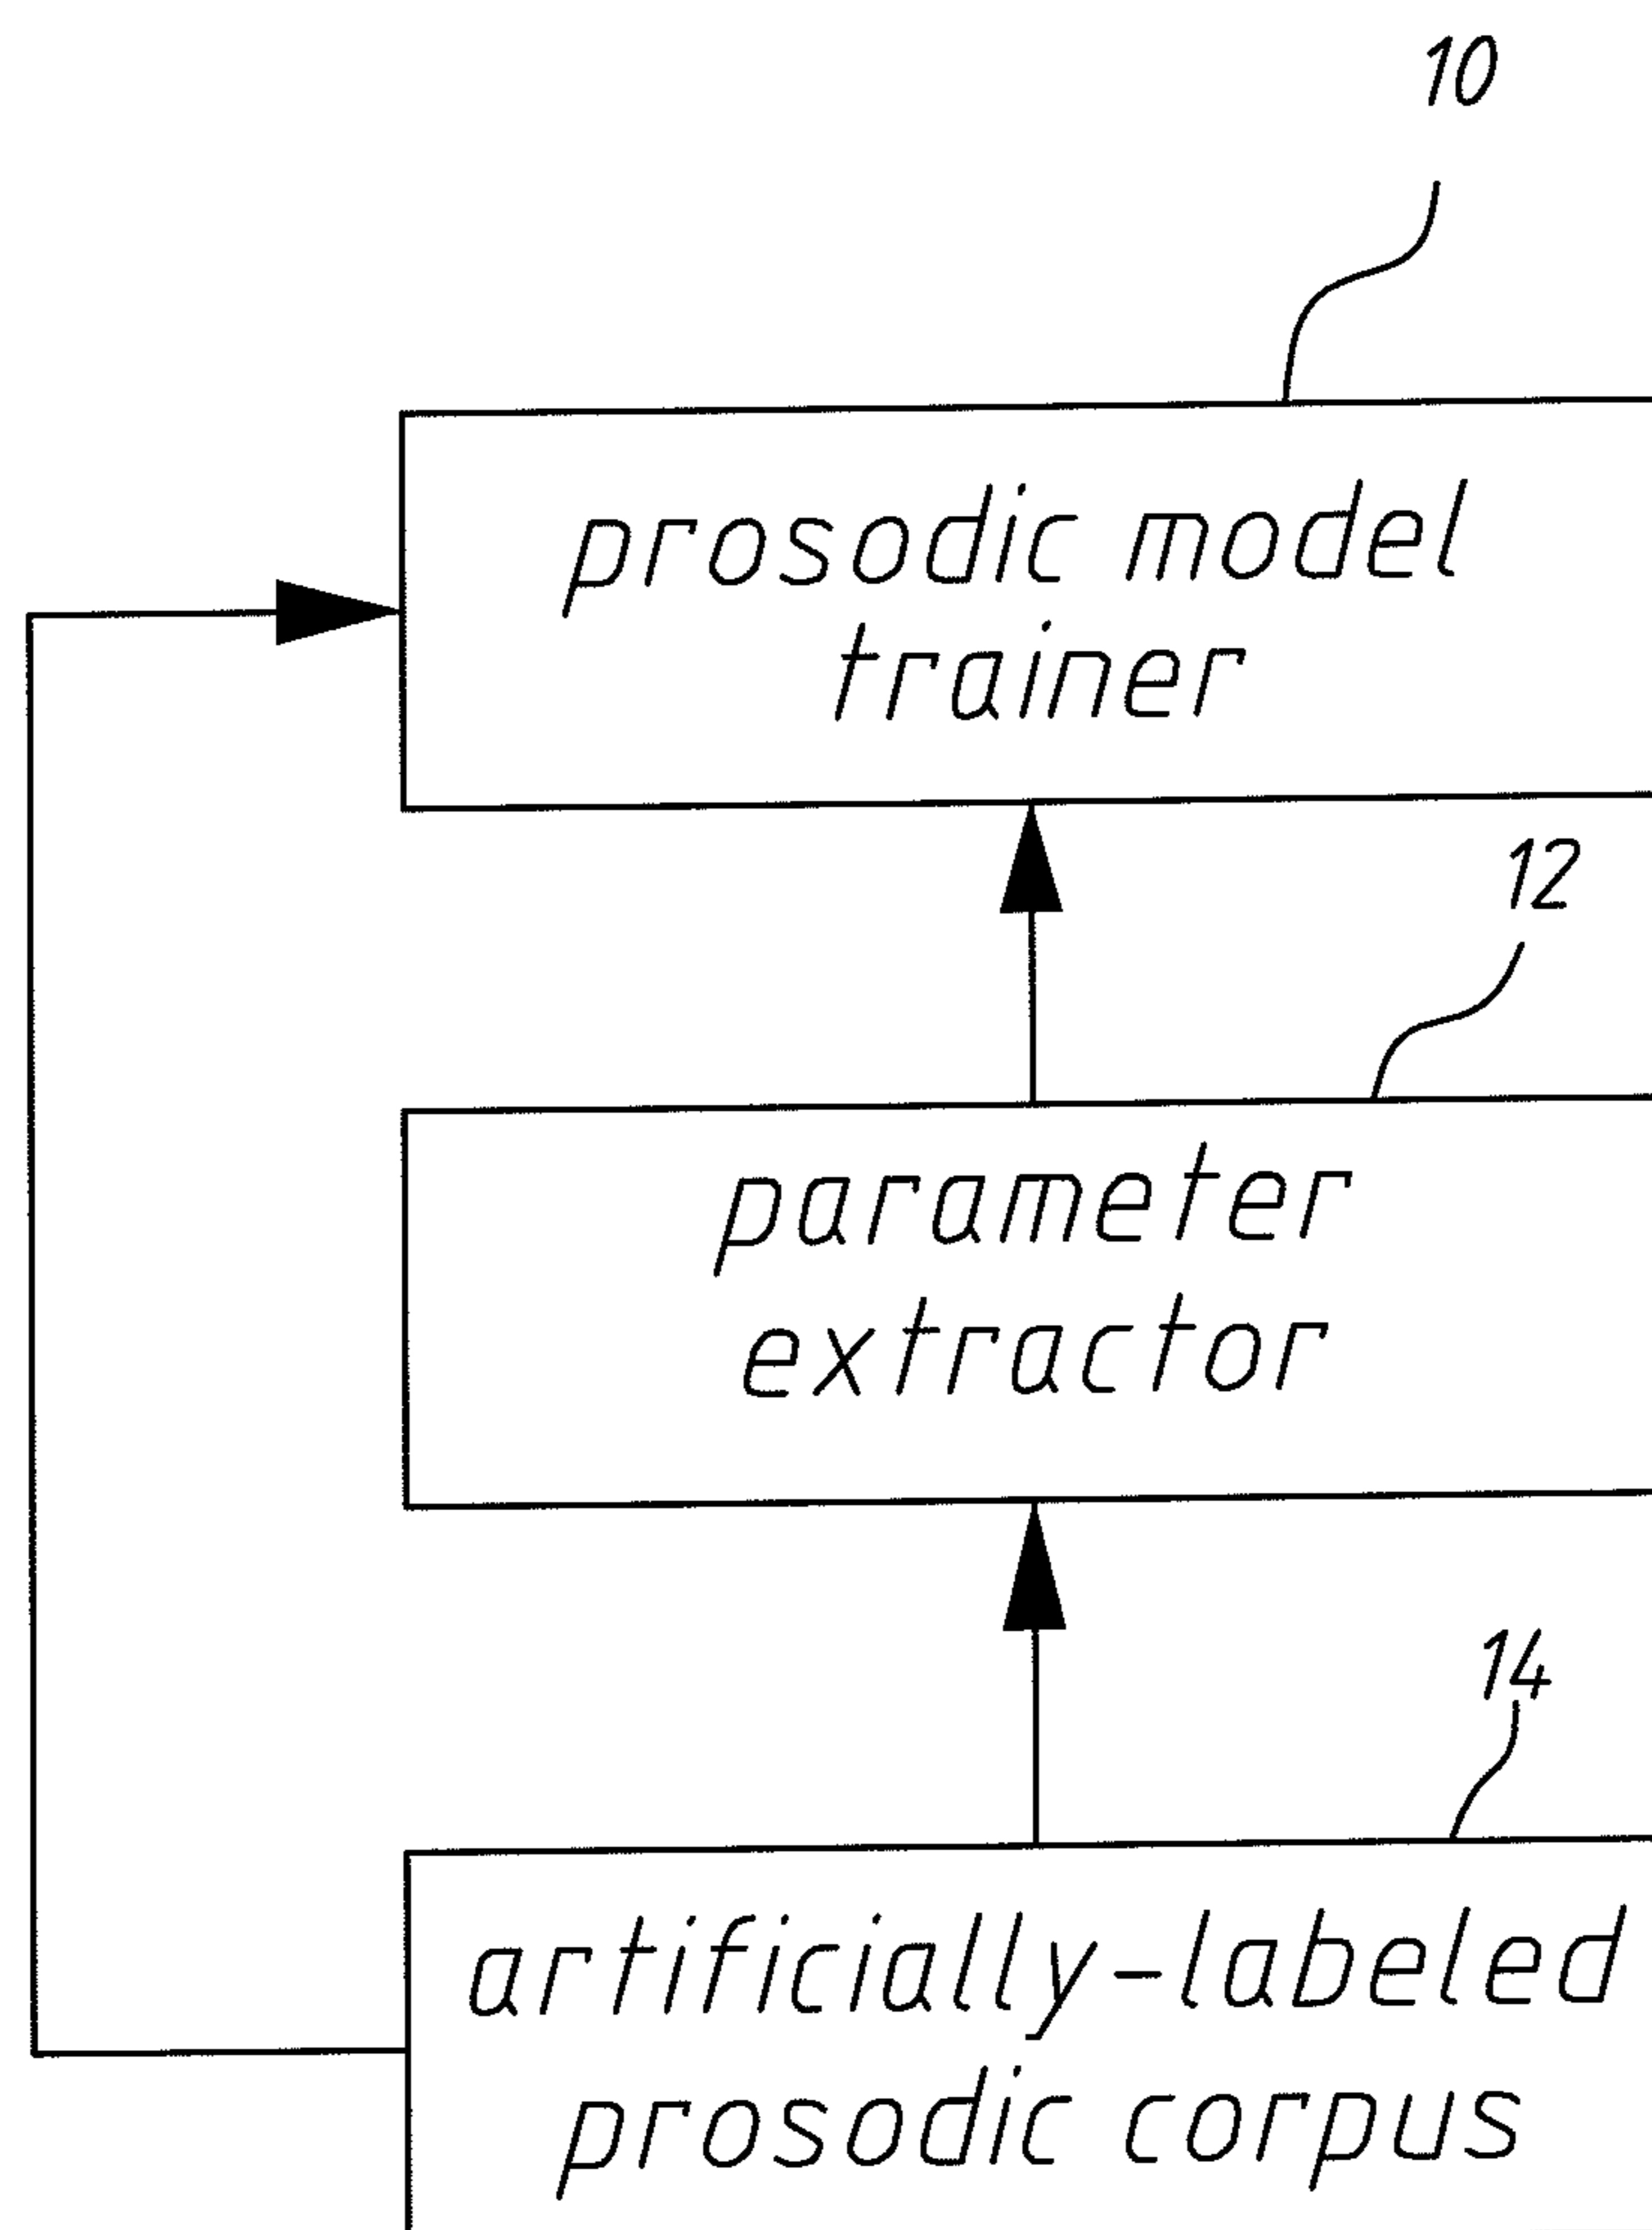 10
prosodic model
trainer
12
parameter
extractor
14
artificially-labeled
prosodic corpus